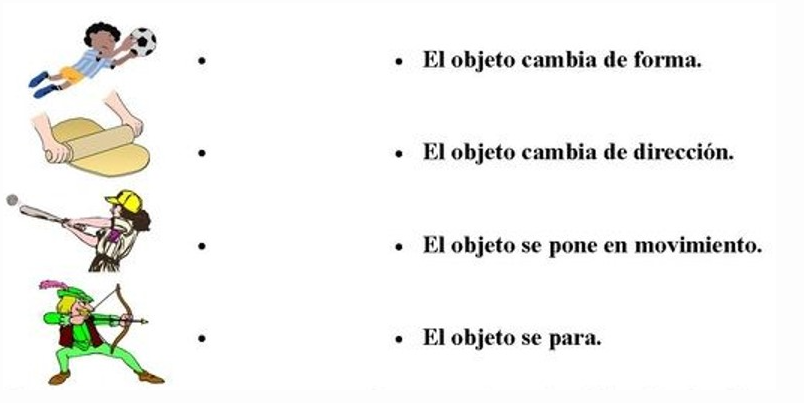 El objeto cambia de forma.
El objeto cambia de dirección.
El objeto se pone en movimiento.
El objeto se para.